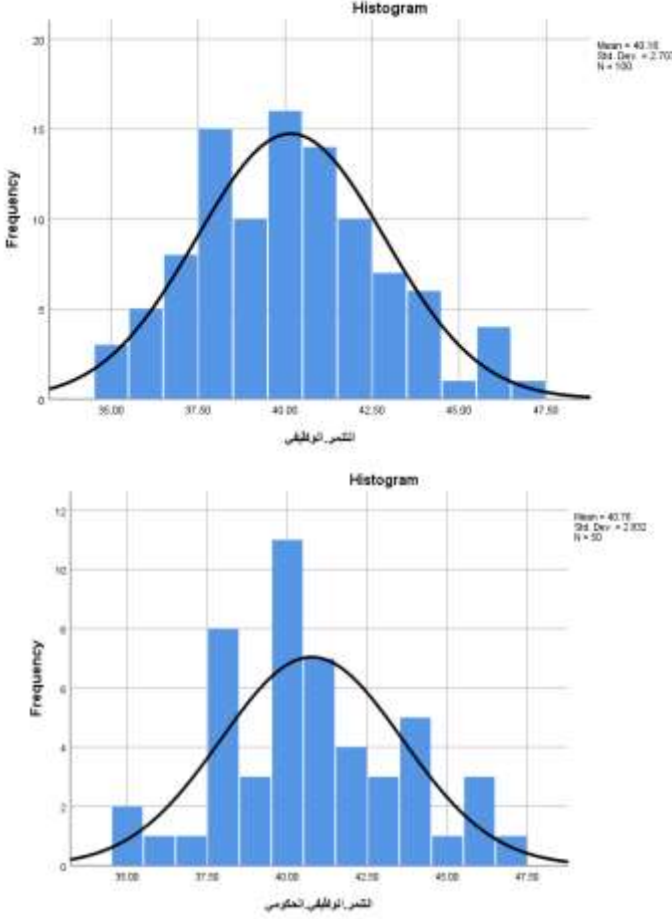 Histogram
Mean = 40.16
Std. Dev. = 2.703
N = 100
20
15
10
5
0
Frequency
35.00 37.50 40.00 42.50 45.00 47.50
التنمر_الوظيفي
Histogram
Mean = 40.76
Std. Dev. = 2.832
N = 50
12
10
8
6
4
2
0
Frequency
35.00 37.50 40.00 42.50 45.00 47.50
التنمر_الوظيفي_الحكومي